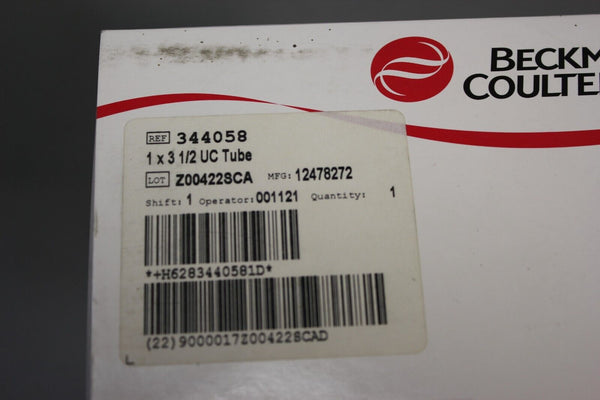 BECKM
COULTE
REF 344058
1 x 3 1/2 UC Tube
LOT Z00422SCA MFG: 12478272
Shift: 1 Operator: 001121 Quantity: 1
*+H6283440581D*
(22)9000017Z00422SCAD